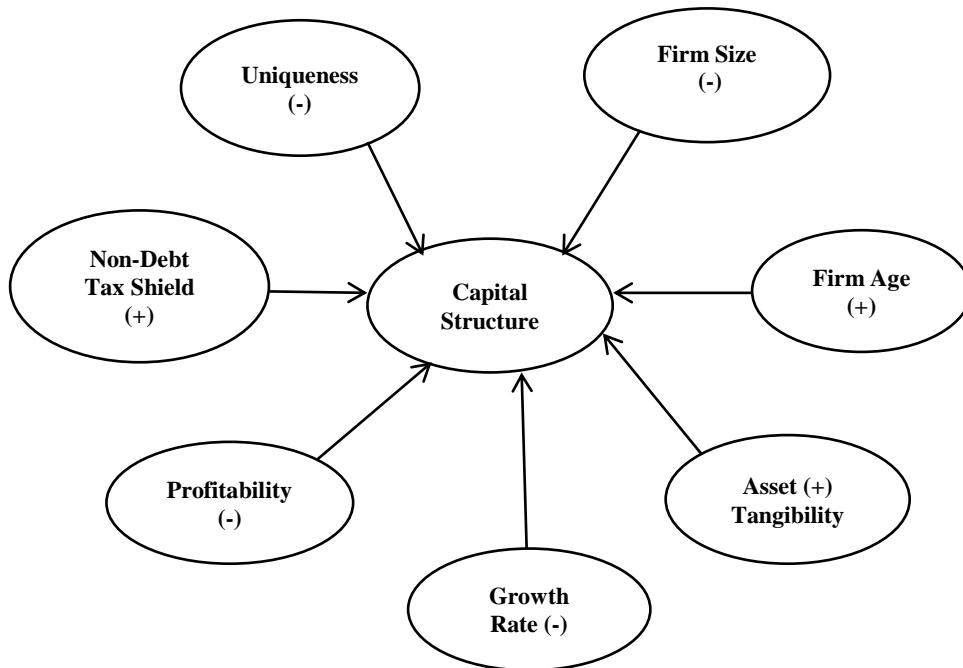 Uniqueness
(-)
Firm Size
(-)
Non-Debt
Tax Shield
(+)
Capital
Structure
Firm Age
(+)
Profitability
(-)
Asset (+)
Tangibility
Growth
Rate (-)